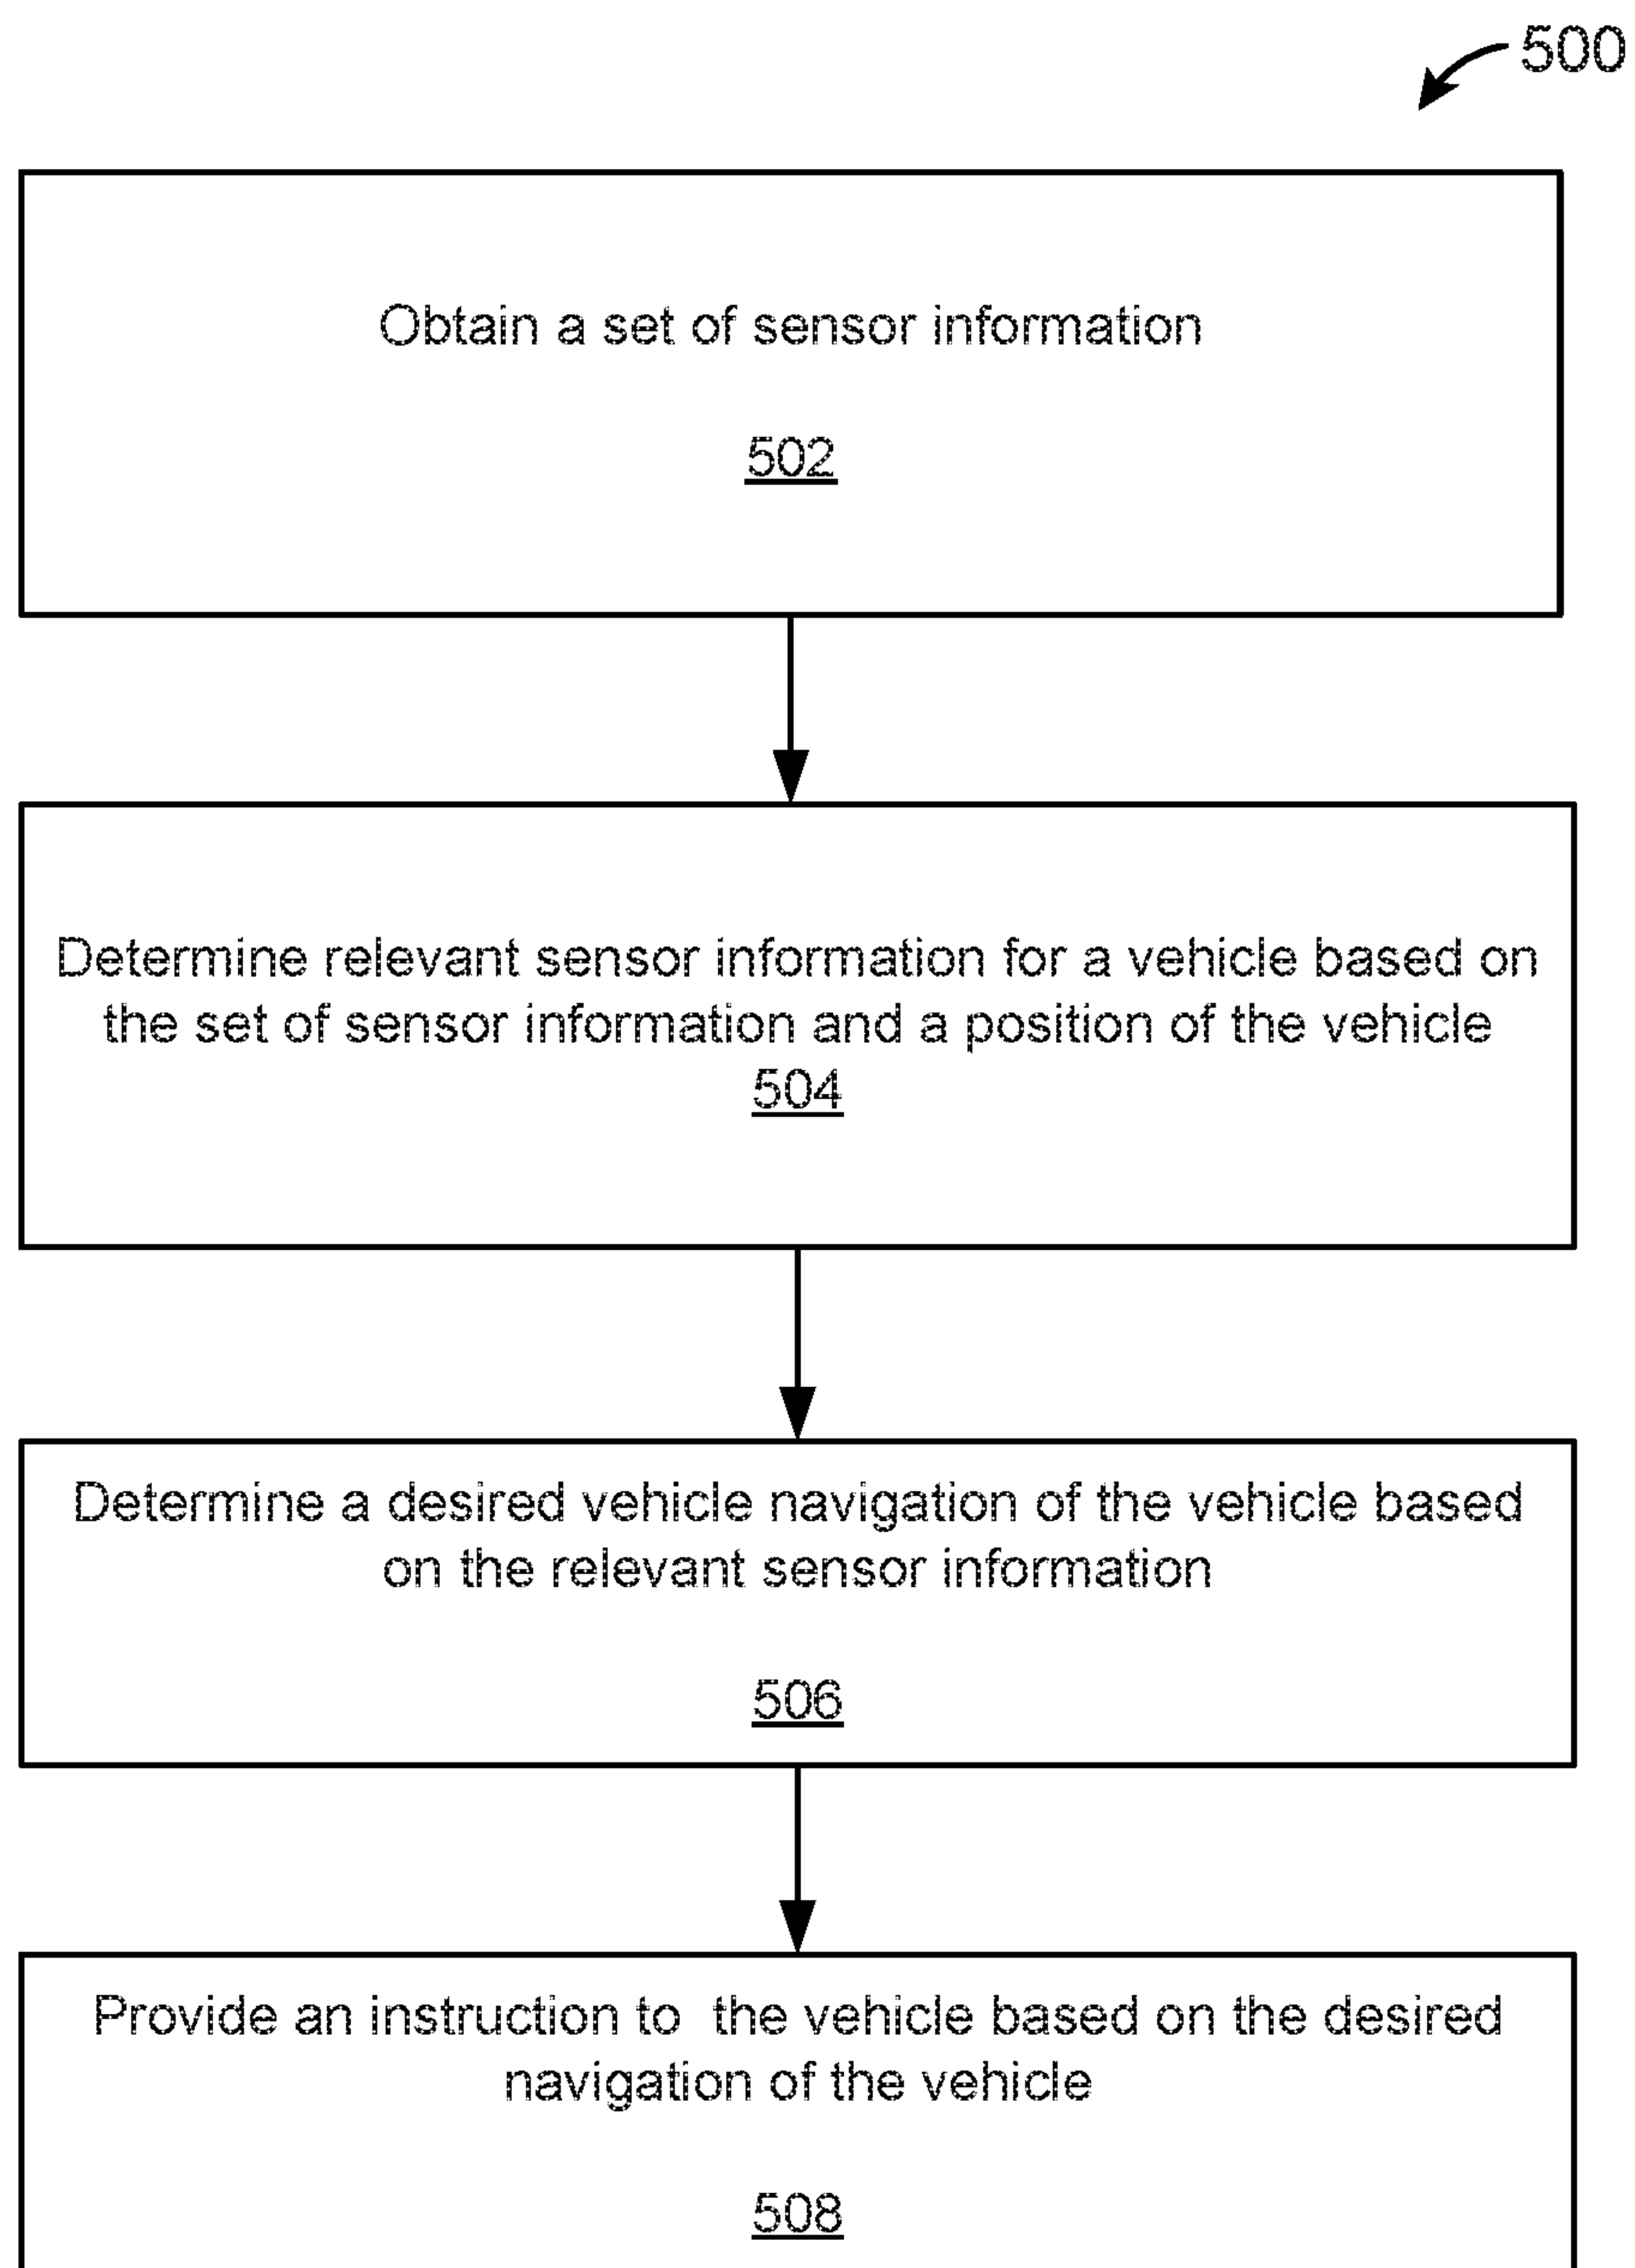 500
Obtain a set of sensor information
502
Determine relevant sensor information for a vehicle based on
the set of sensor information and a position of the vehicle
504
Determine a desired vehicle navigation of the vehicle based
on the relevant sensor information
506
Provide an instruction to  the vehicle based on the desired
navigation of the vehicle
508